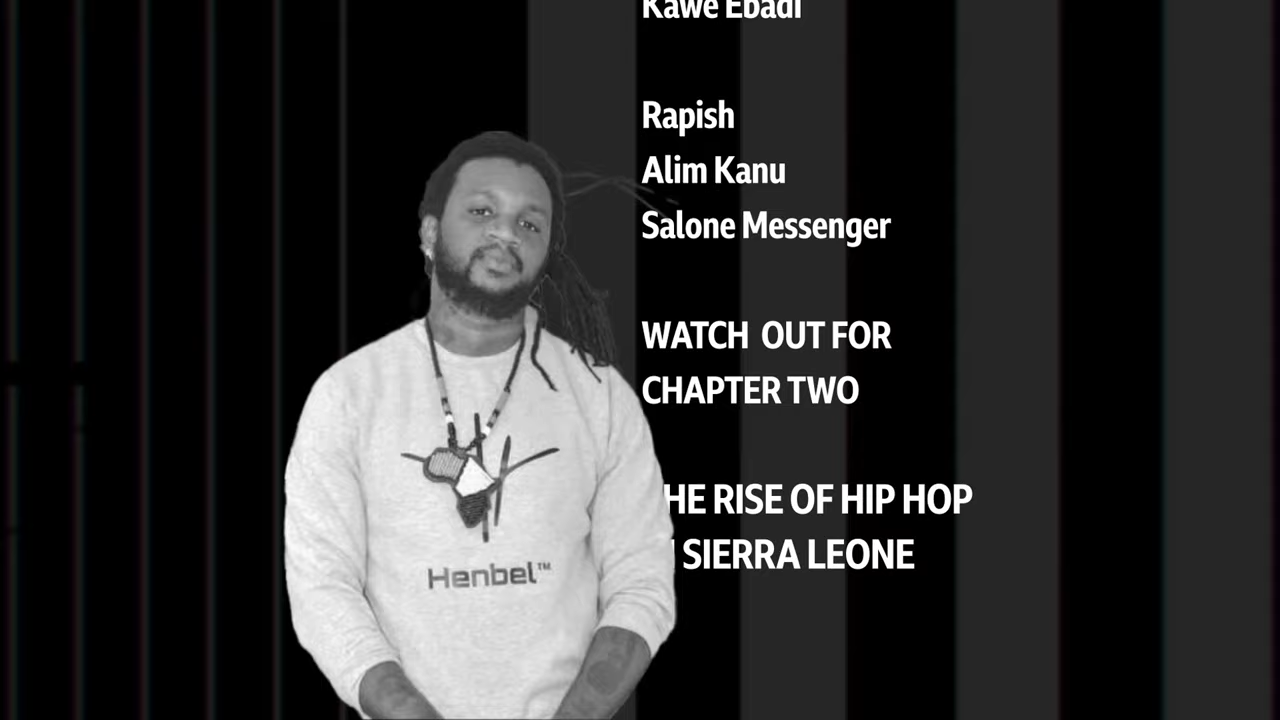 Kawe Ebadi
Rapish
Alim Kanu
Salone Messenger
WATCH OUT FOR
CHAPTER TWO
HE RISE OF HIP HOP
SIERRA LEONE
Henbel™